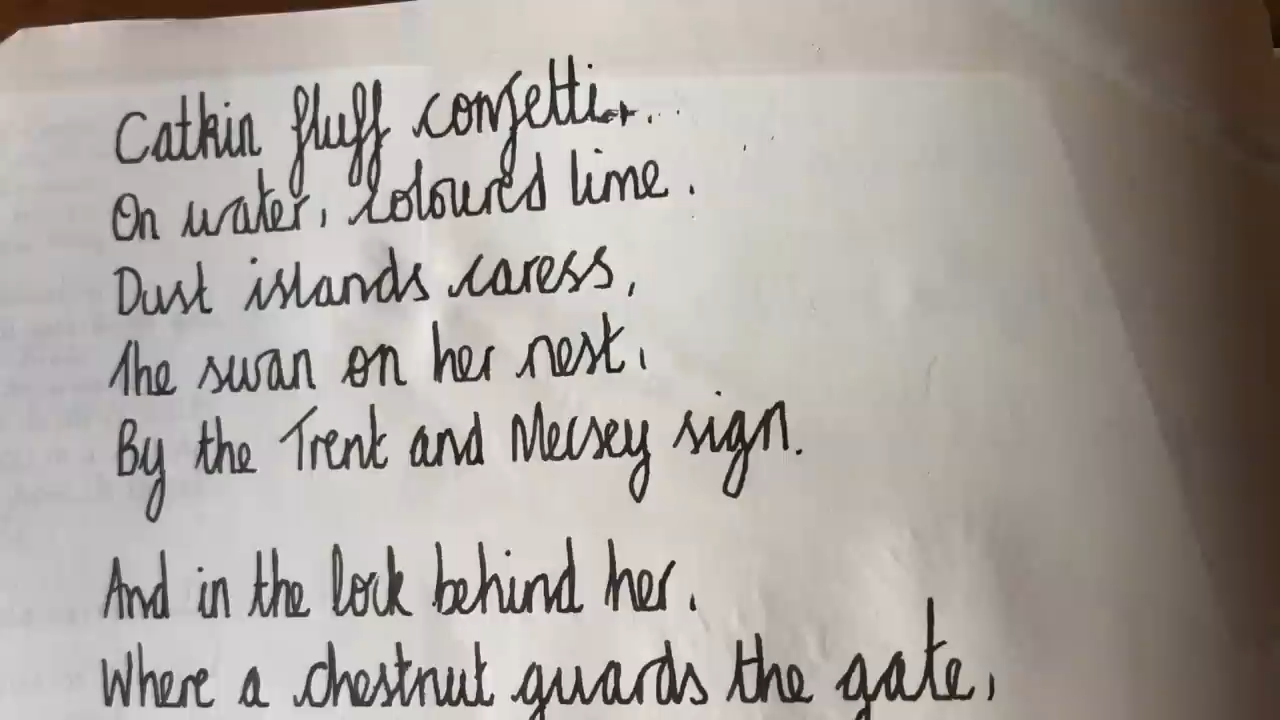 Catkin fluff confetti...
On water, coloured lime.
Dust islands caress,
The swan on her nest,
By the Trent and Mersey sign.
And in the lock behind her,
Where a chestnut guards the gate,